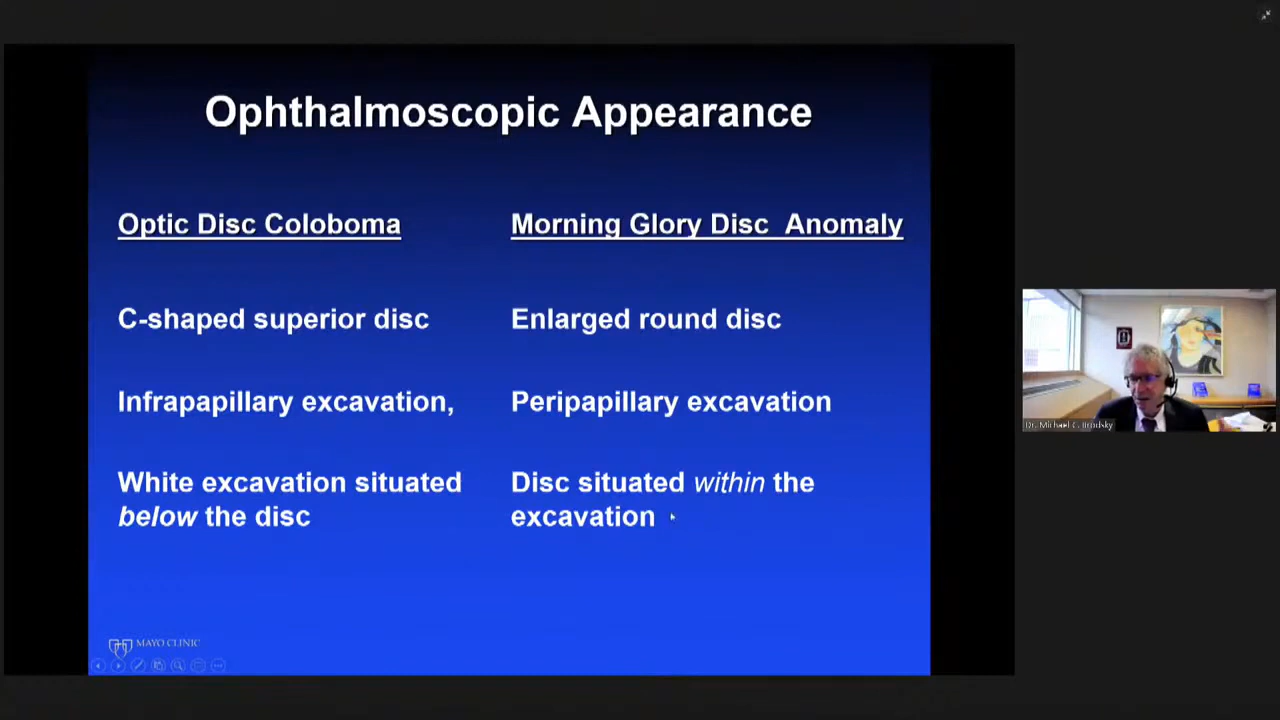 Ophthalmoscopic Appearance
Optic Disc Coloboma
Morning Glory Disc Anomaly
C-shaped superior disc
Enlarged round disc
Infrapapillary excavation,
Peripapillary excavation
White excavation situated
below the disc
Disc situated within the
excavation
MAYO CLINIC
Dr. Michael C. Brodsky